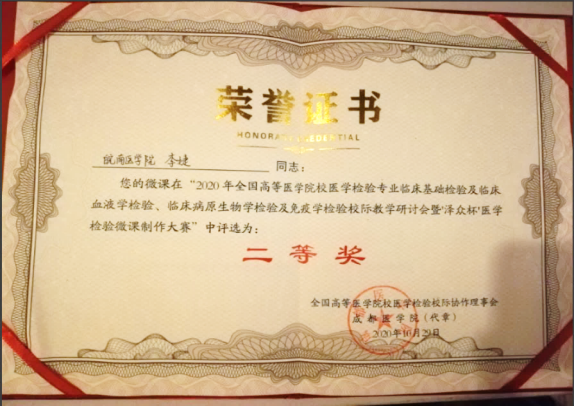 荣誉证书
HONORARY CREDENTIAL
皖南医学院 李婕 同志:
您的微课在“2020年全国高等医学院校医学检验专业临床基础检验及临床
血液学检验、临床病原生物学检验及免疫学检验校际教学研讨会暨'泽众杯'医学
检验微课制作大赛”中评选为:
二等奖
全国高等医学院校医学检验校际协作理事会
成都医学院(代章)
2020年10月29日